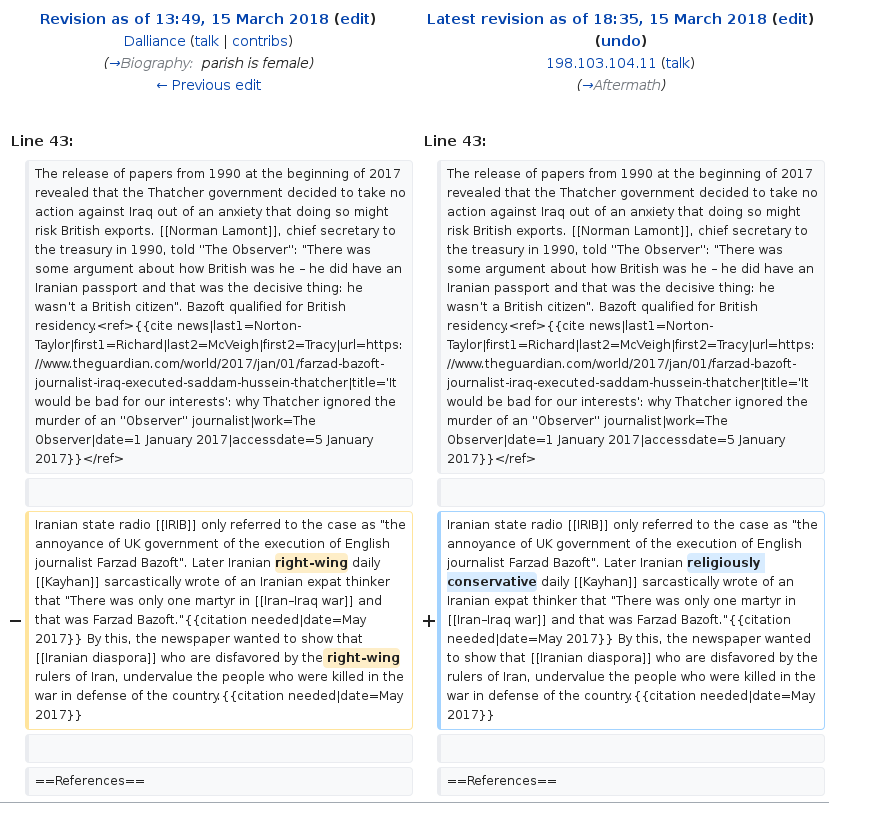 Revision as of 13:49, 15 March 2018 (edit)
Dalliance (talk | contribs)
(→Biography: parish is female)
← Previous edit
Latest revision as of 18:35, 15 March 2018 (edit)
(undo)
198.103.104.11 (talk)
(→Aftermath)
Line 43:
Line 43:
The release of papers from 1990 at the beginning of 2017
revealed that the Thatcher government decided to take no
action against Iraq out of an anxiety that doing so might
risk British exports. [[Norman Lamont]], chief secretary to
the treasury in 1990, told ''The Observer'': "There was
some argument about how British was he – he did have an
Iranian passport and that was the decisive thing: he
wasn't a British citizen". Bazoft qualified for British
residency.<ref>{{cite news|last1=Norton-
Taylor|first1=Richard|last2=McVeigh|first2=Tracy|url=https:
//www.theguardian.com/world/2017/jan/01/farzad-bazoft-
journalist-iraq-executed-saddam-hussein-thatcher|title='It
would be bad for our interests': why Thatcher ignored the
murder of an ''Observer'' journalist|work=The
Observer|date=1 January 2017|accessdate=5 January
2017}}</ref>
The release of papers from 1990 at the beginning of 2017
revealed that the Thatcher government decided to take no
action against Iraq out of an anxiety that doing so might
risk British exports. [[Norman Lamont]], chief secretary to
the treasury in 1990, told ''The Observer'': "There was
some argument about how British was he – he did have an
Iranian passport and that was the decisive thing: he
wasn't a British citizen". Bazoft qualified for British
residency.<ref>{{cite news|last1=Norton-
Taylor|first1=Richard|last2=McVeigh|first2=Tracy|url=https:
//www.theguardian.com/world/2017/jan/01/farzad-bazoft-
journalist-iraq-executed-saddam-hussein-thatcher|title='It
would be bad for our interests': why Thatcher ignored the
murder of an ''Observer'' journalist|work=The
Observer|date=1 January 2017|accessdate=5 January
2017}}</ref>
−
Iranian state radio [[IRIB]] only referred to the case as "the
annoyance of UK government of the execution of English
journalist Farzad Bazoft". Later Iranian right-wing daily
[[Kayhan]] sarcastically wrote of an Iranian expat thinker
that "There was only one martyr in [[Iran–Iraq war]] and
that was Farzad Bazoft."{{citation needed|date=May
2017}} By this, the newspaper wanted to show that
[[Iranian diaspora]] who are disfavored by the right-wing
rulers of Iran, undervalue the people who were killed in the
war in defense of the country.{{citation needed|date=May
2017}}
+
Iranian state radio [[IRIB]] only referred to the case as "the
annoyance of UK government of the execution of English
journalist Farzad Bazoft". Later Iranian religiously
conservative daily [[Kayhan]] sarcastically wrote of an
Iranian expat thinker that "There was only one martyr in
[[Iran–Iraq war]] and that was Farzad Bazoft."{{citation
needed|date=May 2017}} By this, the newspaper wanted
to show that [[Iranian diaspora]] who are disfavored by the
rulers of Iran, undervalue the people who were killed in the
war in defense of the country.{{citation needed|date=May
2017}}
==References==
==References==